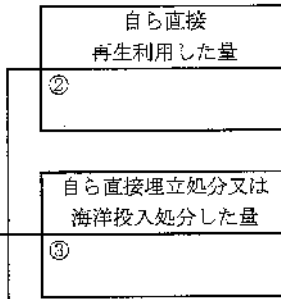 自ら直接
再生利用した量
②
自ら直接埋立処分又は
海洋投入処分した量
③